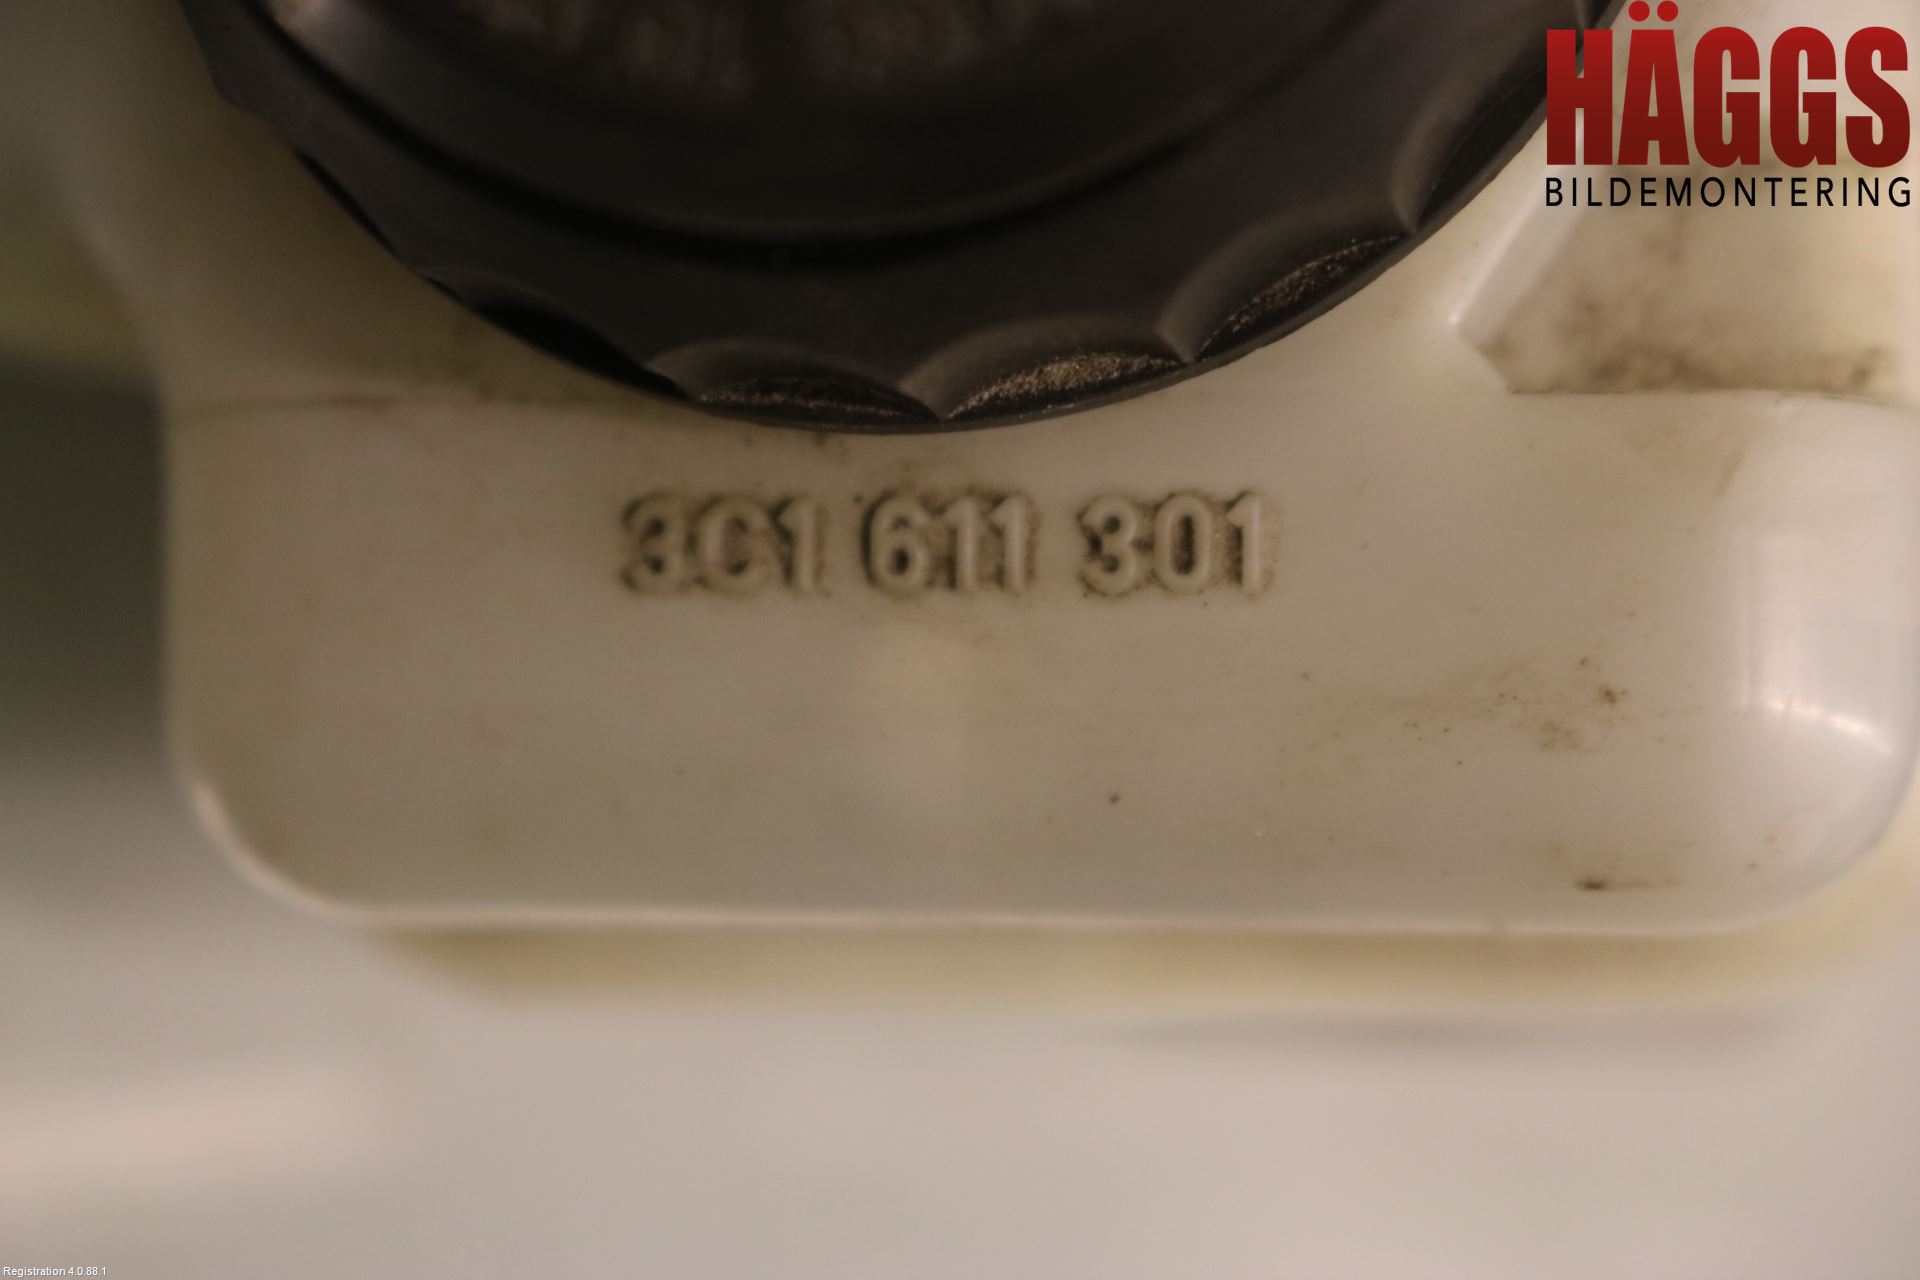 HÄGGS
BILDEMONTERING
3C1 611 301
Registration 4.0.88.1